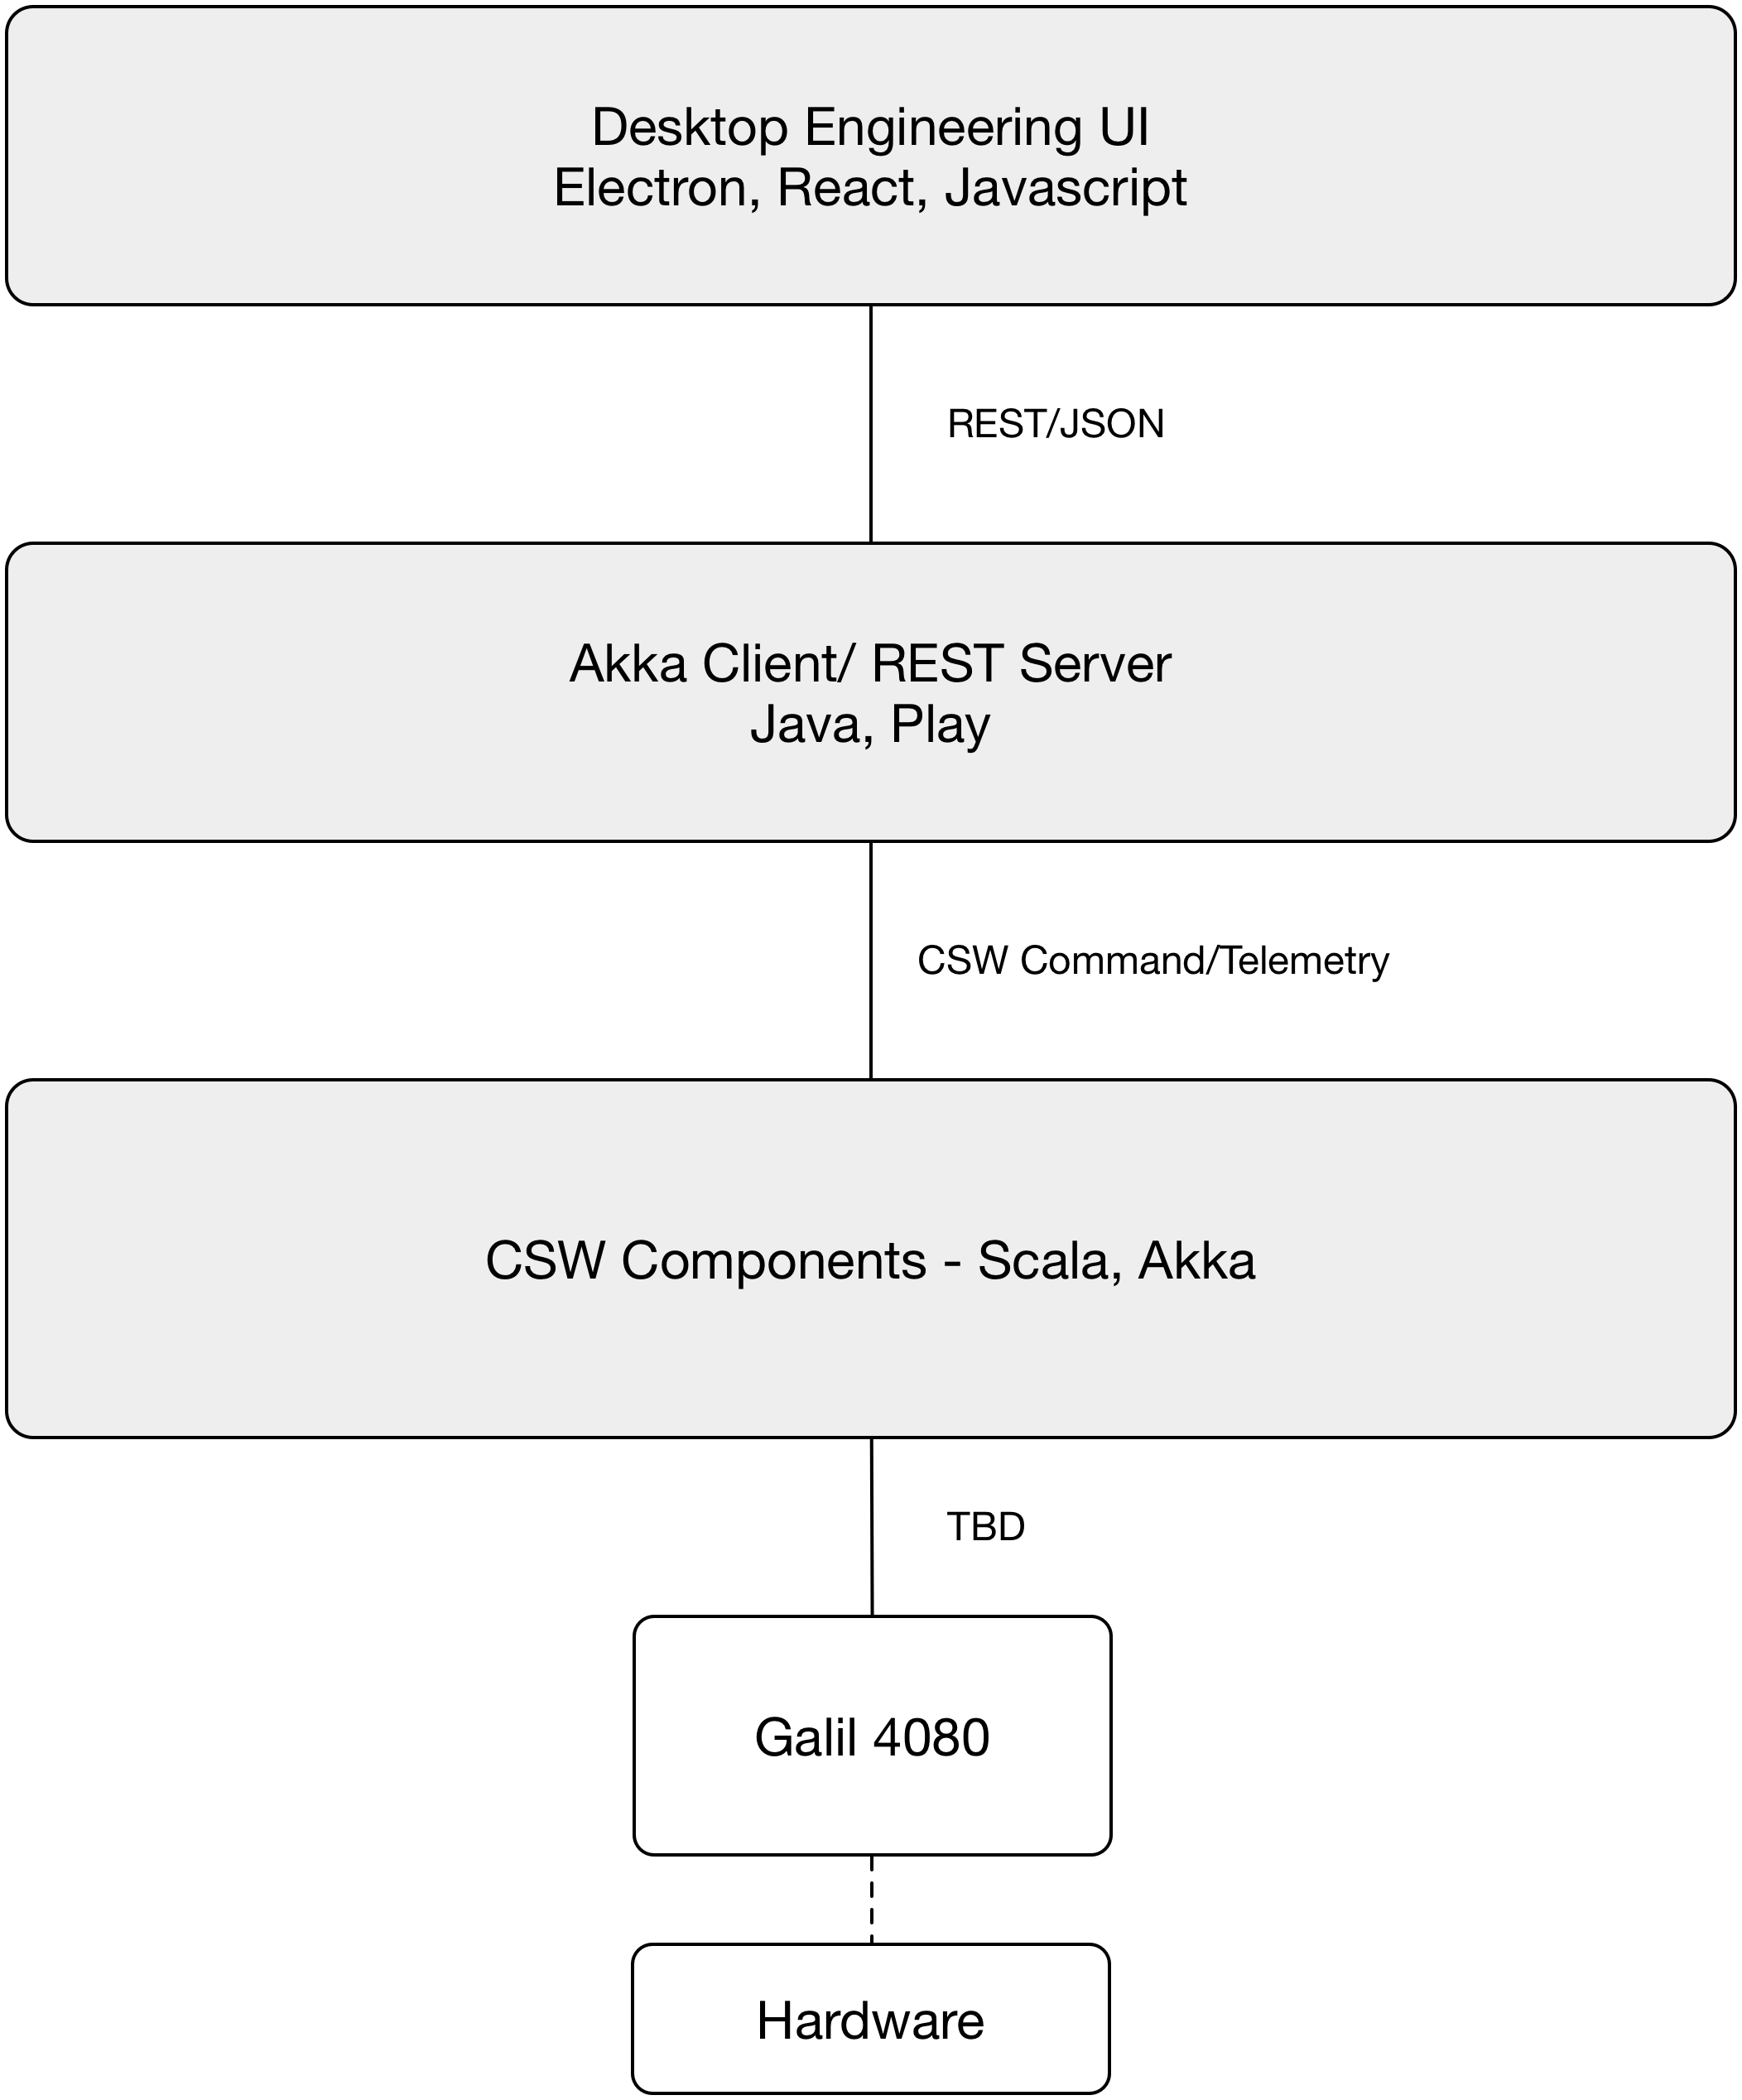 Desktop Engineering UI
Electron, React, Javascript
REST/JSON
Akka Client/ REST Server
Java, Play
CSW Command/Telemetry
CSW Components - Scala, Akka
TBD
Galil 4080
Hardware